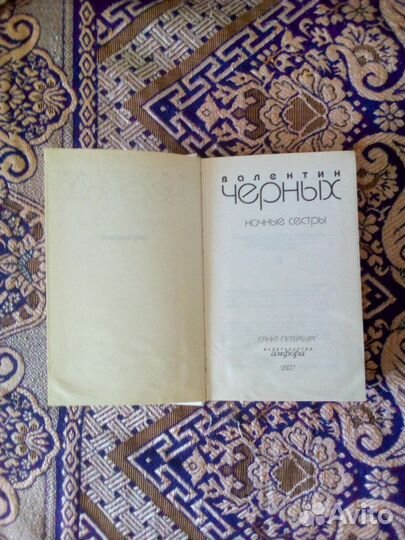 валентин
черных
ночные сестры
САНКТ-ПЕТЕРБУРГ
издательство
амфора
2007
Avito